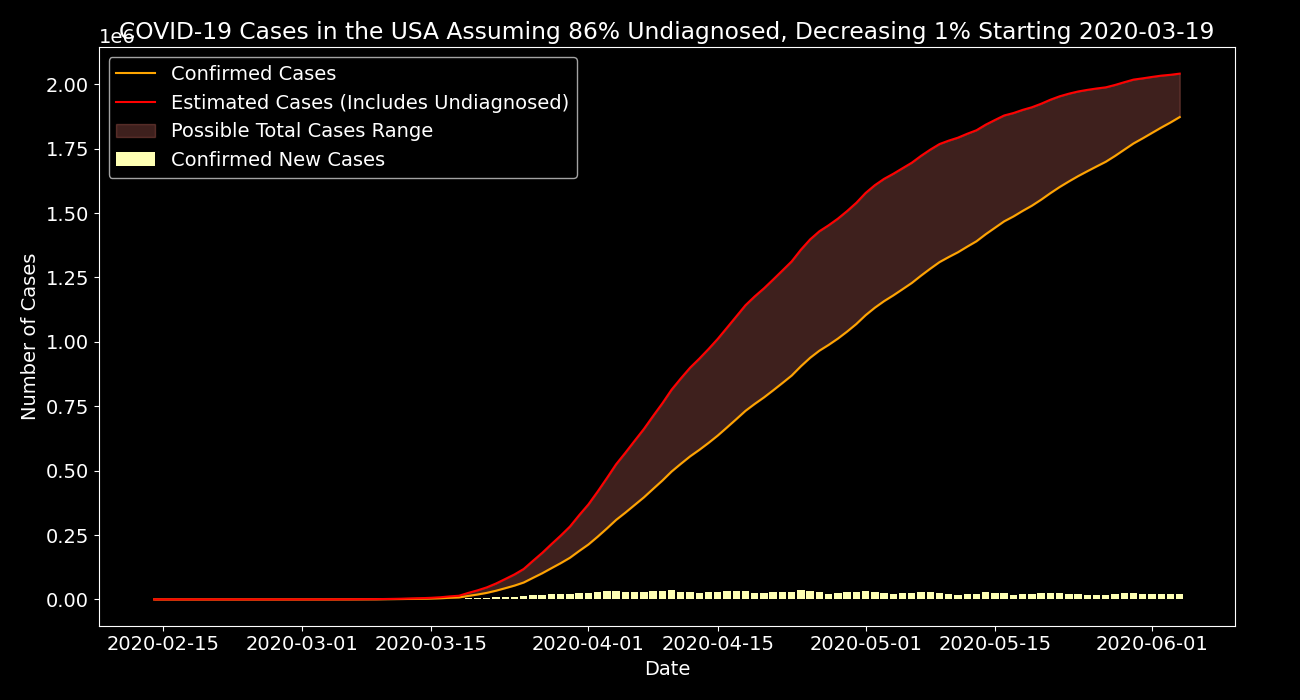 COVID-19 Cases in the USA Assuming 86% Undiagnosed, Decreasing 1% Starting 2020-03-19
1e6
Confirmed Cases
Estimated Cases (Includes Undiagnosed)
Possible Total Cases Range
Confirmed New Cases
2.00
1.75
1.50
1.25
1.00
0.75
0.50
0.25
0.00
Number of Cases
2020-02-15 2020-03-01 2020-03-15 2020-04-01 2020-04-15 2020-05-01 2020-05-15 2020-06-01
Date